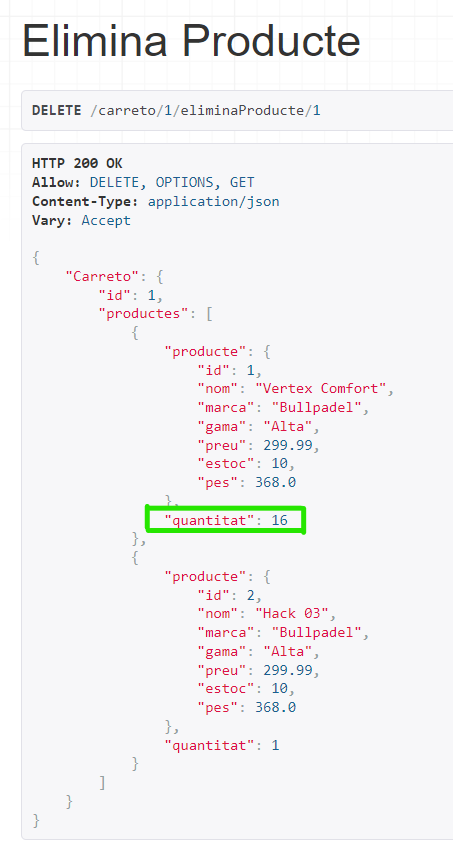 Elimina Producte
DELETE /carreto/1/eliminaProducte/1
HTTP 200 OK
Allow: DELETE, OPTIONS, GET
Content-Type: application/json
Vary: Accept
{
    "Carreto": {
        "id": 1,
        "productes": [
            {
                "producte": {
                    "id": 1,
                    "nom": "Vertex Comfort",
                    "marca": "Bullpadel",
                    "gama": "Alta",
                    "preu": 299.99,
                    "estoc": 10,
                    "pes": 368.0
                },
                "quantitat": 16
            },
            {
                "producte": {
                    "id": 2,
                    "nom": "Hack 03",
                    "marca": "Bullpadel",
                    "gama": "Alta",
                    "preu": 299.99,
                    "estoc": 10,
                    "pes": 368.0
                },
                "quantitat": 1
            }
        ]
    }
}